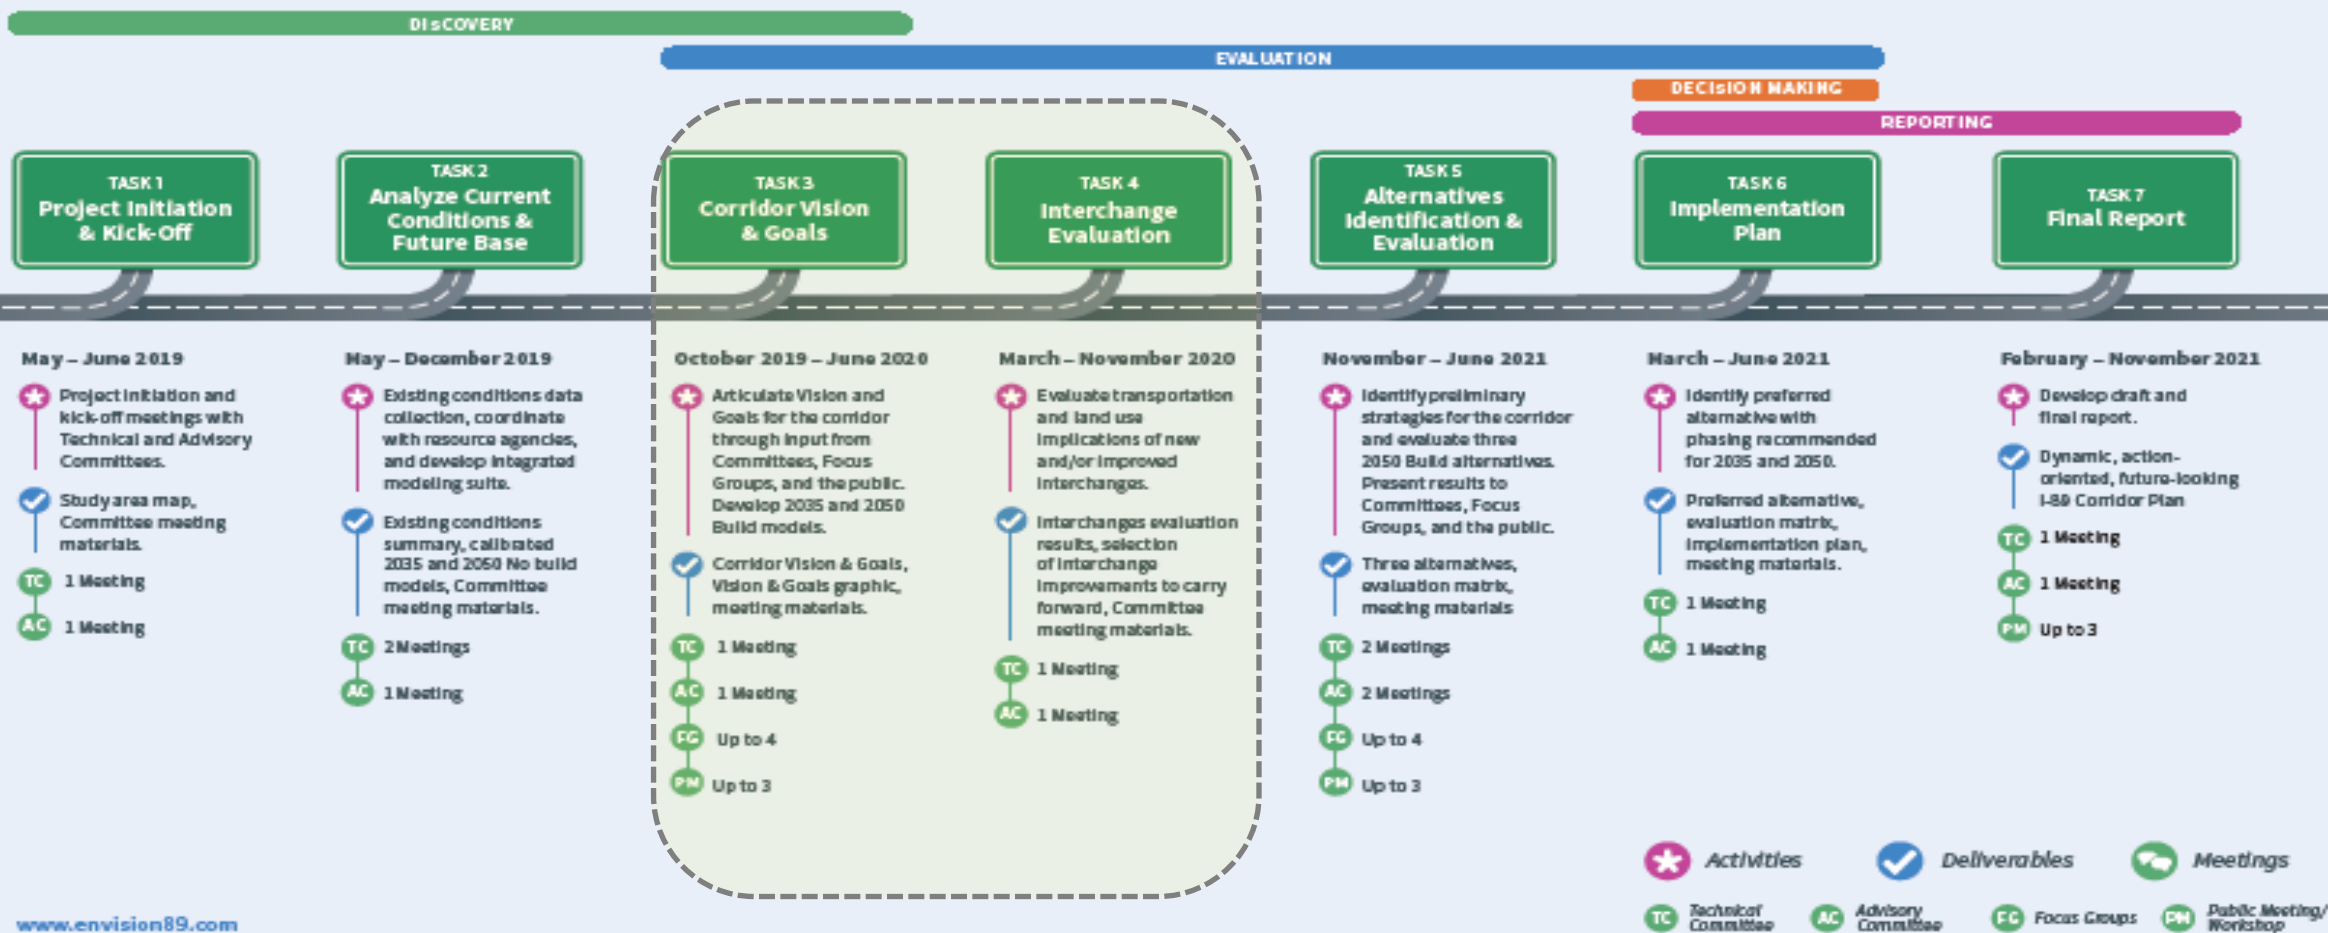 DISCOVERY
EVALUATION
DECISION MAKING
REPORTING
TASK 1
Project Initiation
& Kick-Off
TASK 2
Analyze Current
Conditions &
Future Base
TASK 3
Corridor Vision
& Goals
TASK 4
Interchange
Evaluation
TASK 5
Alternatives
Identification &
Evaluation
TASK 6
Implementation
Plan
TASK 7
Final Report
May – June 2019
Project initiation and
kick-off meetings with
Technical and Advisory
Committees.
Study area map,
Committee meeting
materials.
TC 1 Meeting
AC 1 Meeting
May – December 2019
Existing conditions data
collection, coordinate
with resource agencies,
and develop integrated
modeling suite.
Existing conditions
summary, calibrated
2035 and 2050 No build
models, Committee
meeting materials.
TC 2 Meetings
AC 1 Meeting
October 2019 – June 2020
Articulate Vision and
Goals for the corridor
through input from
Committees, Focus
Groups, and the public.
Develop 2035 and 2050
Build models.
Corridor Vision & Goals,
Vision & Goals graphic,
meeting materials.
TC 1 Meeting
AC 1 Meeting
FG Up to 4
PM Up to 3
March – November 2020
Evaluate transportation
and land use
implications of new
and/or improved
interchanges.
Interchanges evaluation
results, selection
of interchange
improvements to carry
forward, Committee
meeting materials.
TC 1 Meeting
AC 1 Meeting
November – June 2021
Identify preliminary
strategies for the corridor
and evaluate three
2050 Build alternatives.
Present results to
Committees, Focus
Groups, and the public.
Three alternatives,
evaluation matrix,
meeting materials
TC 2 Meetings
AC 2 Meetings
FG Up to 4
PM Up to 3
March – June 2021
Identify preferred
alternative with
phasing recommended
for 2035 and 2050.
Preferred alternative,
evaluation matrix,
implementation plan,
meeting materials.
TC 1 Meeting
AC 1 Meeting
February – November 2021
Develop draft and
final report.
Dynamic, action-
oriented, future-looking
I-89 Corridor Plan
TC 1 Meeting
AC 1 Meeting
PM Up to 3
Activities
Deliverables
Meetings
TC Technical
Committee
AC Advisory
Committee
FG Focus Groups
PM Public Meeting/
Workshop
www.envision89.com